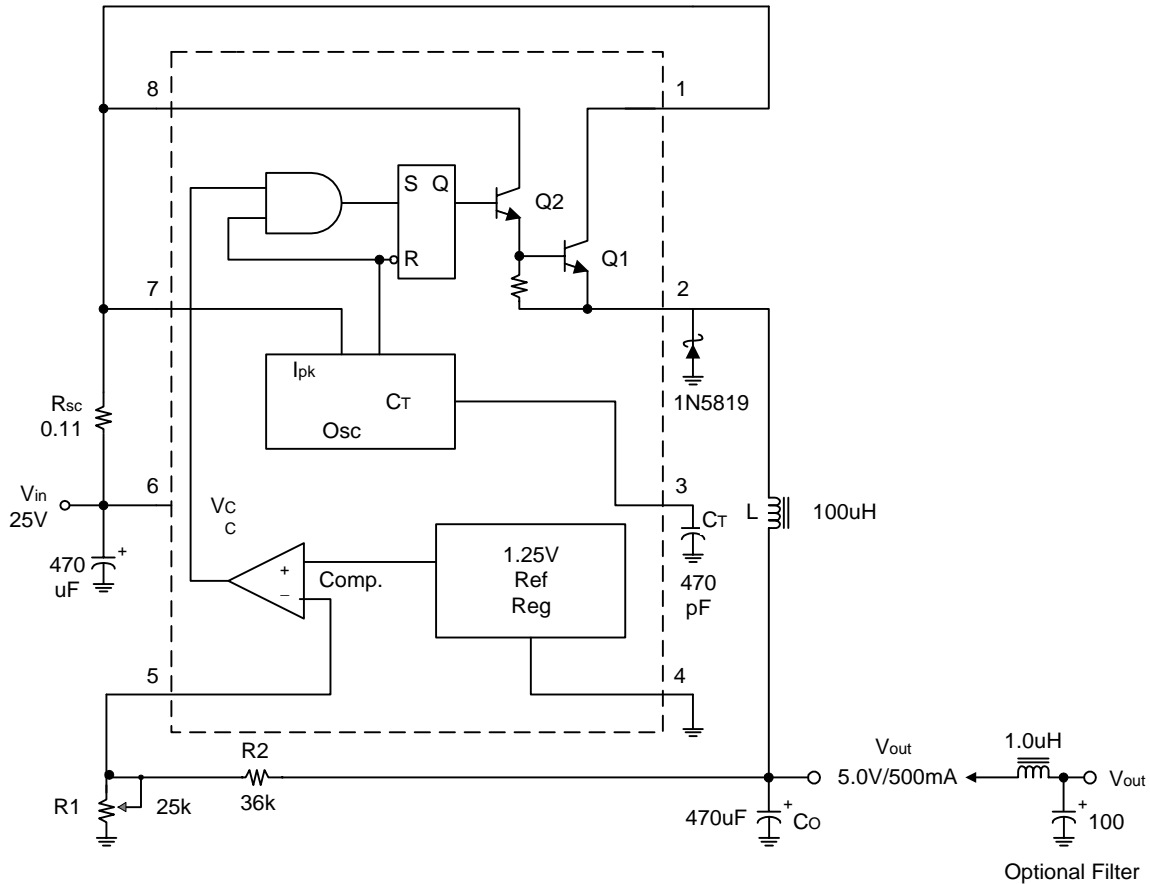 8
1
S Q
Q2
R
Q1
7
2
Ipk
CT
Osc
1N5819
Rsc
0.11
6
3
Vin
25V
VC
C
CT
L
100uH
470
uF
+
+
−
Comp.
1.25V
Ref
Reg
470
pF
5
4
R2
36k
R1
25k
Vout
5.0V/500mA
1.0uH
Vout
470uF
+
CO
+
100
Optional Filter